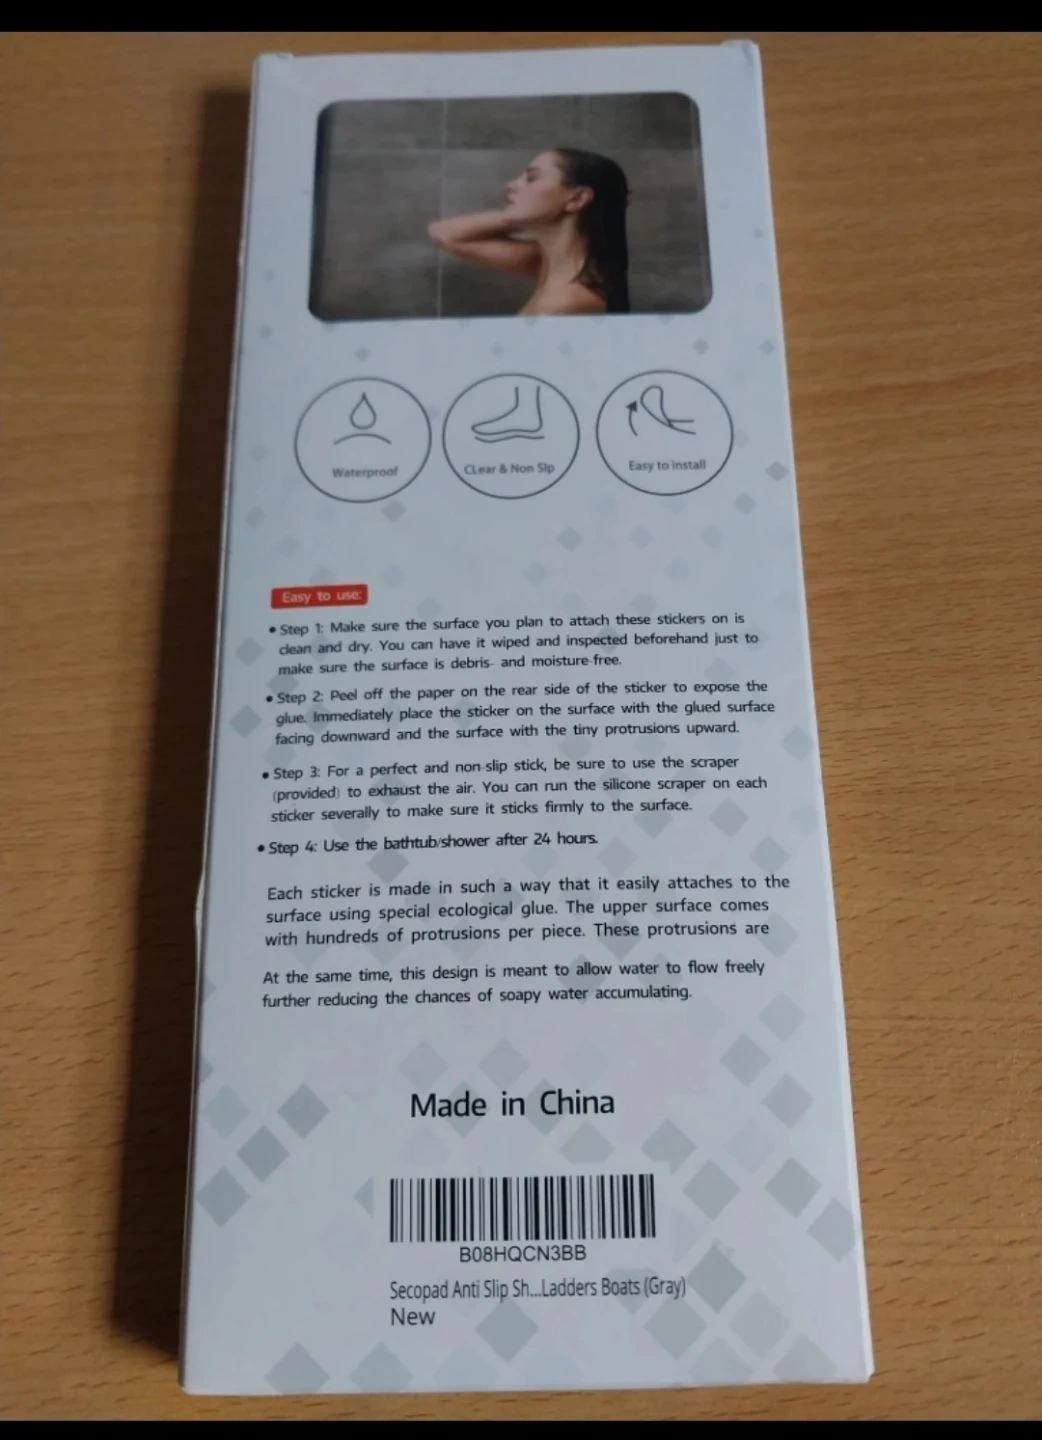 Waterproof
CLear & Non Slp
Easy to install
Easy to use:
• Step 1: Make sure the surface you plan to attach these stickers on is
clean and dry. You can have it wiped and inspected beforehand just to
make sure the surface is debris- and moisture-free.
• Step 2: Peel off the paper on the rear side of the sticker to expose the
glue. Immediately place the sticker on the surface with the glued surface
facing downward and the surface with the tiny protrusions upward.
• Step 3: For a perfect and non-slip stick, be sure to use the scraper
(provided) to exhaust the air. You can run the silicone scraper on each
sticker severally to make sure it sticks firmly to the surface.
• Step 4: Use the bathtub/shower after 24 hours.
Each sticker is made in such a way that it easily attaches to the
surface using special ecological glue. The upper surface comes
with hundreds of protrusions per piece. These protrusions are
At the same time, this design is meant to allow water to flow freely
further reducing the chances of soapy water accumulating.
Made in China
B08HQCN3BB
Secopad Anti Slip Sh...Ladders Boats (Gray)
New